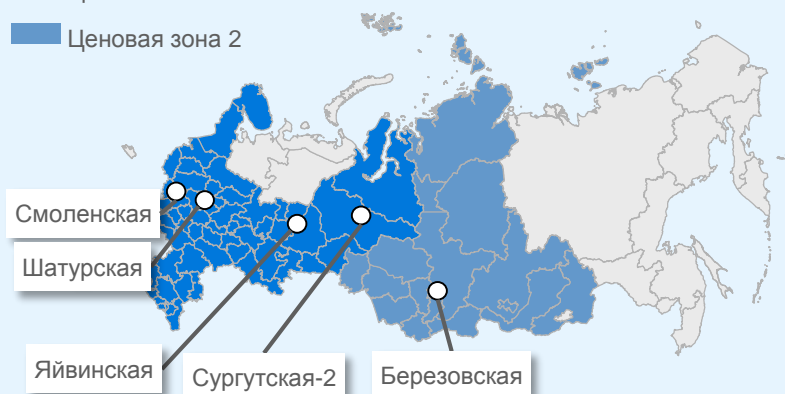 Ценовая зона 2
Смоленская
Шатурская
Яйвинская
Сургутская-2
Березовская